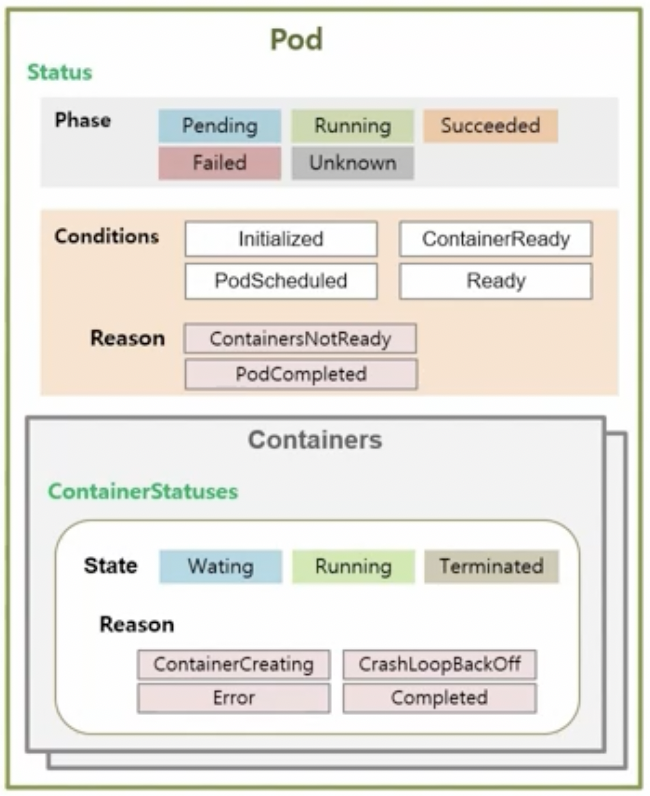 Pod
Status
Phase Pending Running Succeeded
Failed Unknown
Conditions Initialized ContainerReady
PodScheduled Ready
Reason ContainersNotReady
PodCompleted
Containers
ContainerStatuses
State Wating Running Terminated
Reason
ContainerCreating CrashLoopBackOff
Error Completed